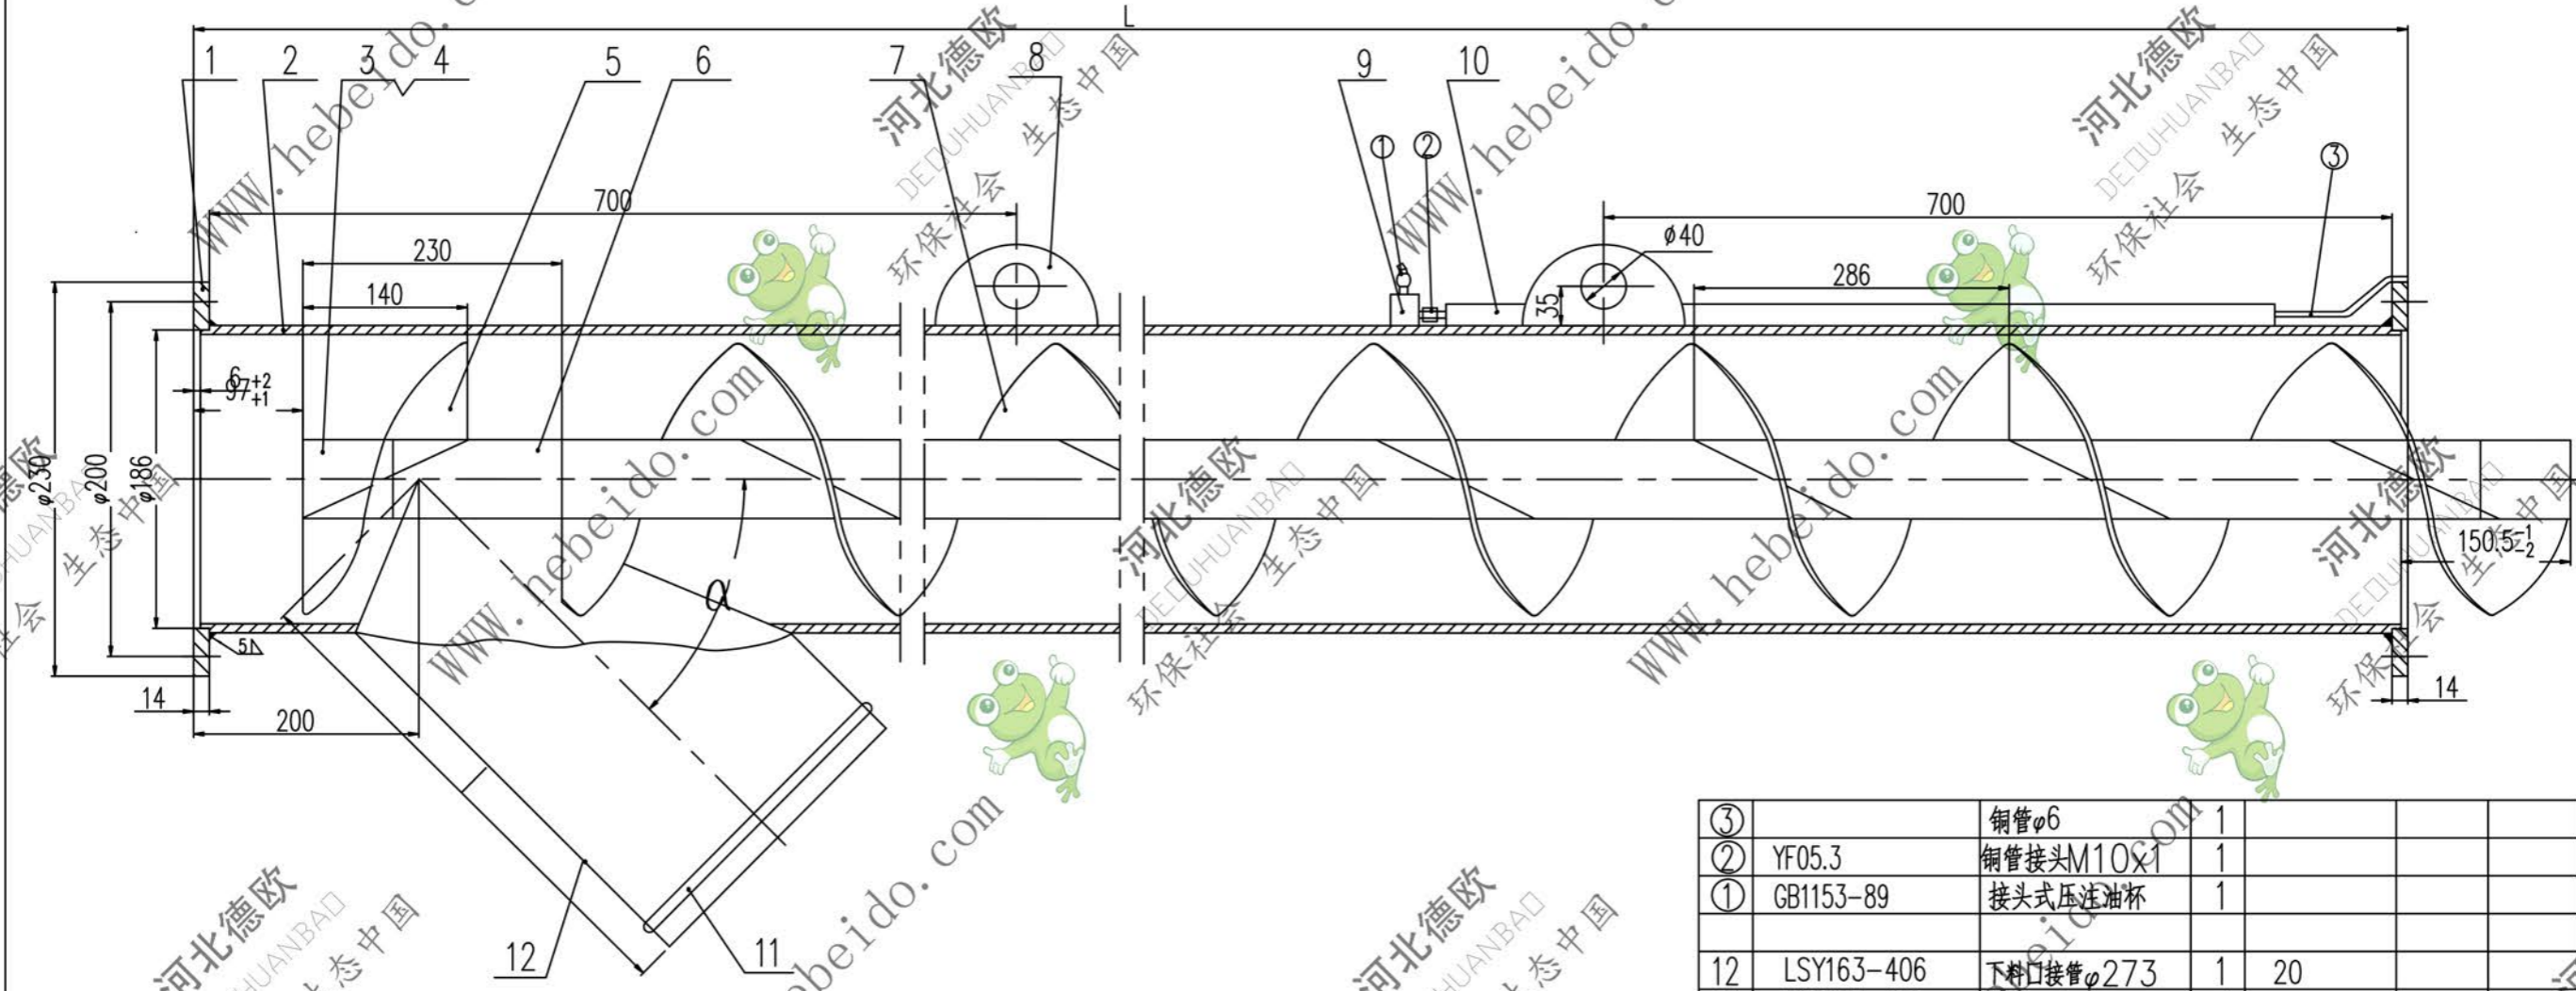 L
1 2 3 4 5 6 7 8 9 10
① ② ③
700
700
230
ø40
286
140
35
6
97+2+1
φ230
φ200
φ186
α
150.5-1-2
5
14
14
200
12
11
③ 铜管φ6 1
② YF05.3 铜管接头M10x1 1
① GB1153-89 接头式压注油杯 1
12 LSY163-406 下料口接管φ273 1 20
www.hebeido.com
河北德欧
DEOUHUANBAO
环保社会 生态中国